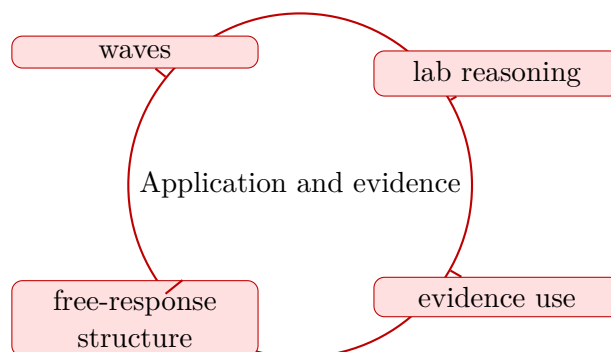 waves
lab reasoning
Application and evidence
free-response
structure
evidence use